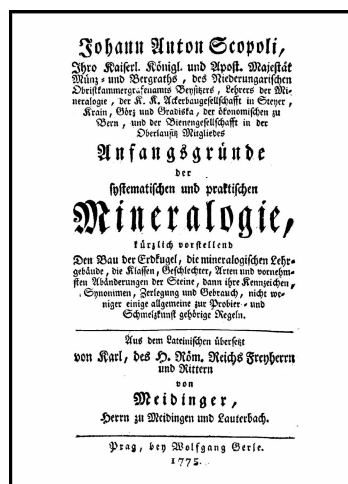 Johann Anton Scopoli,
Ihro Kaiserl. Königl. und Apost. Majestät
Münz- und Bergraths, des Niederungarischen
Obristkammergrafenamts Beysitzers, Lehrers der Mi-
neralogie, der K. K. Ackerbaugesellschafft in Steyer,
Krain, Görz und Gradiska, der ökonomischen zu
Bern, und der Bienengesellschafft in der
Oberlausitz Mitgliedes
Anfangsgründe
der
systematischen und praktischen
Mineralogie,
kürzlich vorstellend
Den Bau der Erdkugel, die mineralogischen Lehr-
gebäude, die Klassen, Geschlechter, Arten und vornehm-
sten Abänderungen der Steine, dann ihre Kennzeichen,
Synonimen, Zerlegung und Gebrauch, nicht we-
niger einige allgemeine zur Probier- und
Schmelzkunst gehörige Regeln.
Aus dem Lateinischen übersetzt
von Karl, des H. Röm. Reichs Freyherrn
und Rittern
von
Meidinger,
Herrn zu Meidingen und Lauterbach.
Prag, bey Wolfgang Gerle.
1775.